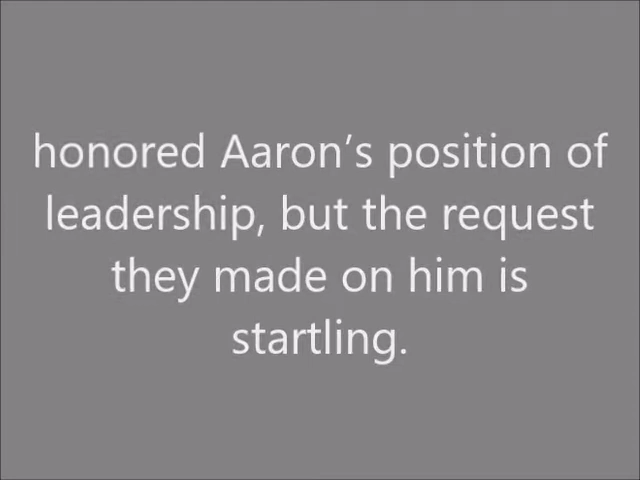 honored Aaron’s position of
leadership, but the request
they made on him is
startling.